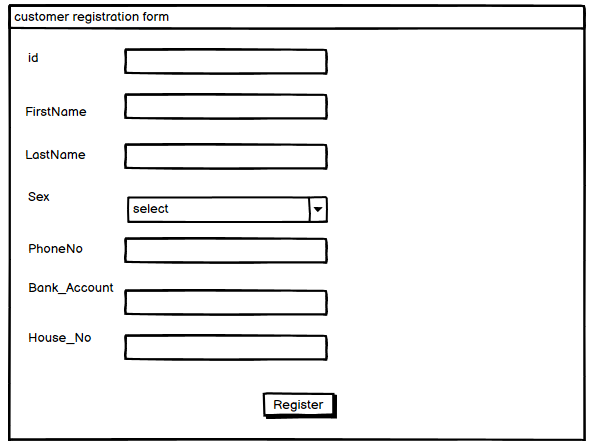 customer registration form
id
FirstName
LastName
Sex
select
PhoneNo
Bank_Account
House_No
Register